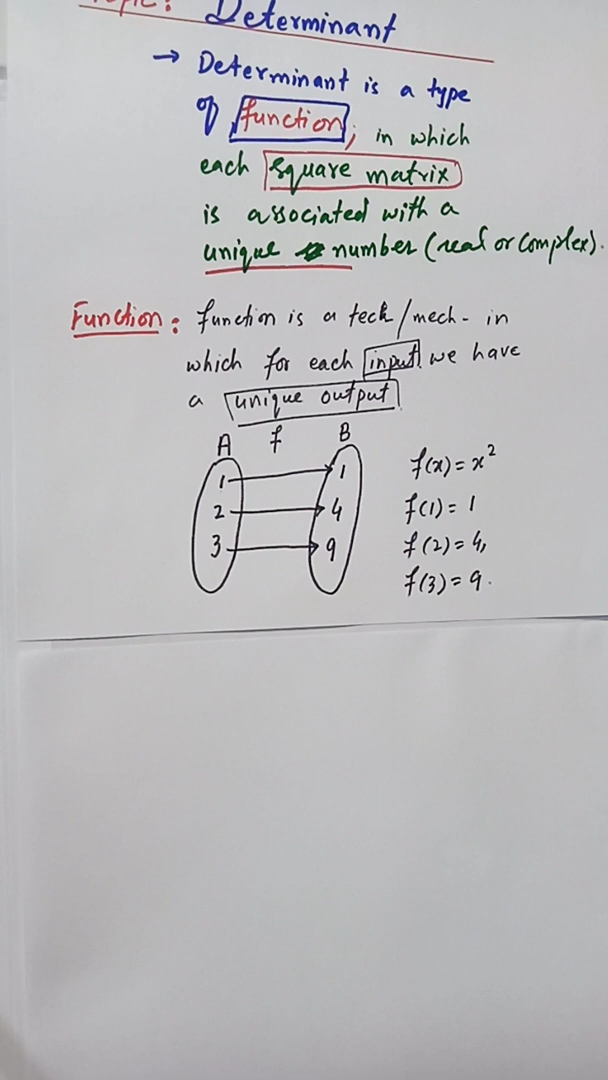 Topic: Determinant
→ Determinant is a type
of function, in which
each square matrix
is associated with a
unique number (real or complex).
Function: function is a tech/mech- in
which for each input we have
a unique output
A f B
1 1
2 4
3 9
f(x) = x²
f(1) = 1
f(2) = 4,
f(3) = 9.